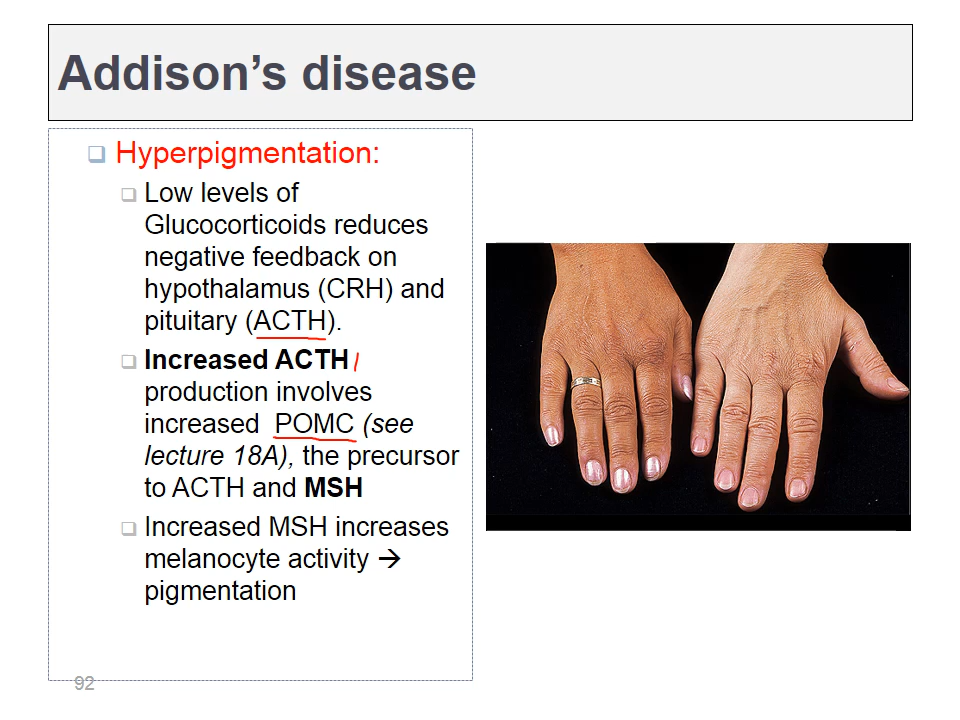 Addison's disease
Hyperpigmentation:
Low levels of
Glucocorticoids reduces
negative feedback on
hypothalamus (CRH) and
pituitary (ACTH).
Increased ACTH
production involves
increased POMC (see
lecture 18A), the precursor
to ACTH and MSH
Increased MSH increases
melanocyte activity →
pigmentation
92